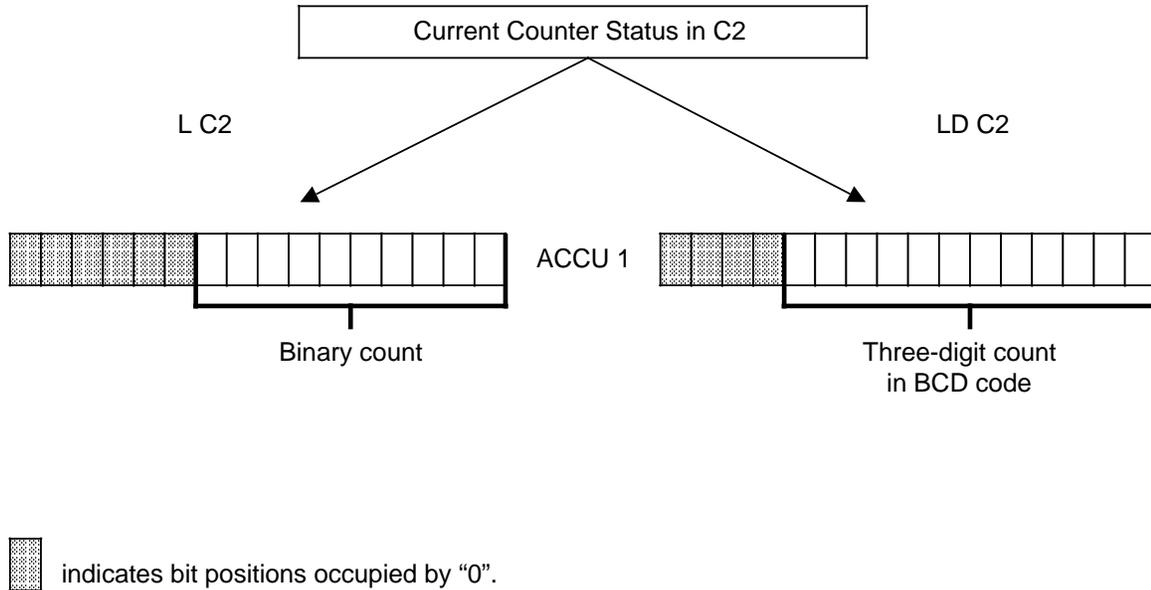 Current Counter Status in C2
L C2
LD C2
ACCU 1
Binary count
Three-digit count
in BCD code
indicates bit positions occupied by “0”.